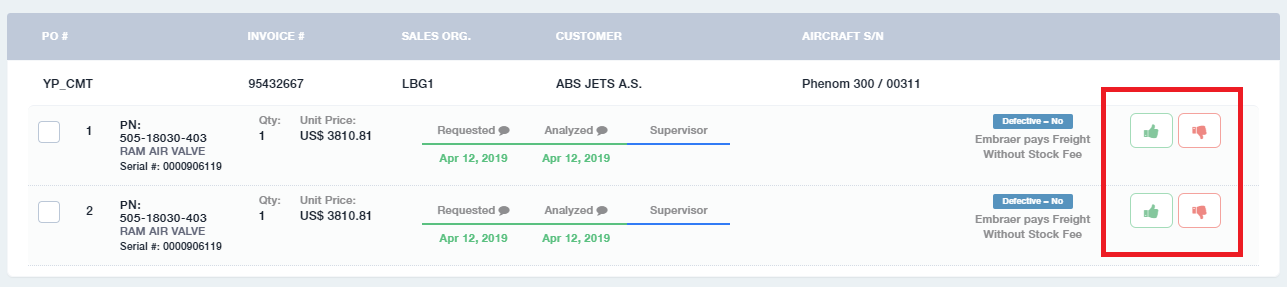 PO # INVOICE # SALES ORG. CUSTOMER AIRCRAFT S/N
YP_CMT 95432667 LBG1 ABS JETS A.S. Phenom 300 / 00311
1
PN:
505-18030-403
RAM AIR VALVE
Serial #: 0000906119
Qty:
1
Unit Price:
US$ 3810.81
Requested Analyzed Supervisor
Apr 12, 2019 Apr 12, 2019
Defective – No
Embraer pays Freight
Without Stock Fee
2
PN:
505-18030-403
RAM AIR VALVE
Serial #: 0000906119
Qty:
1
Unit Price:
US$ 3810.81
Requested Analyzed Supervisor
Apr 12, 2019 Apr 12, 2019
Defective – No
Embraer pays Freight
Without Stock Fee